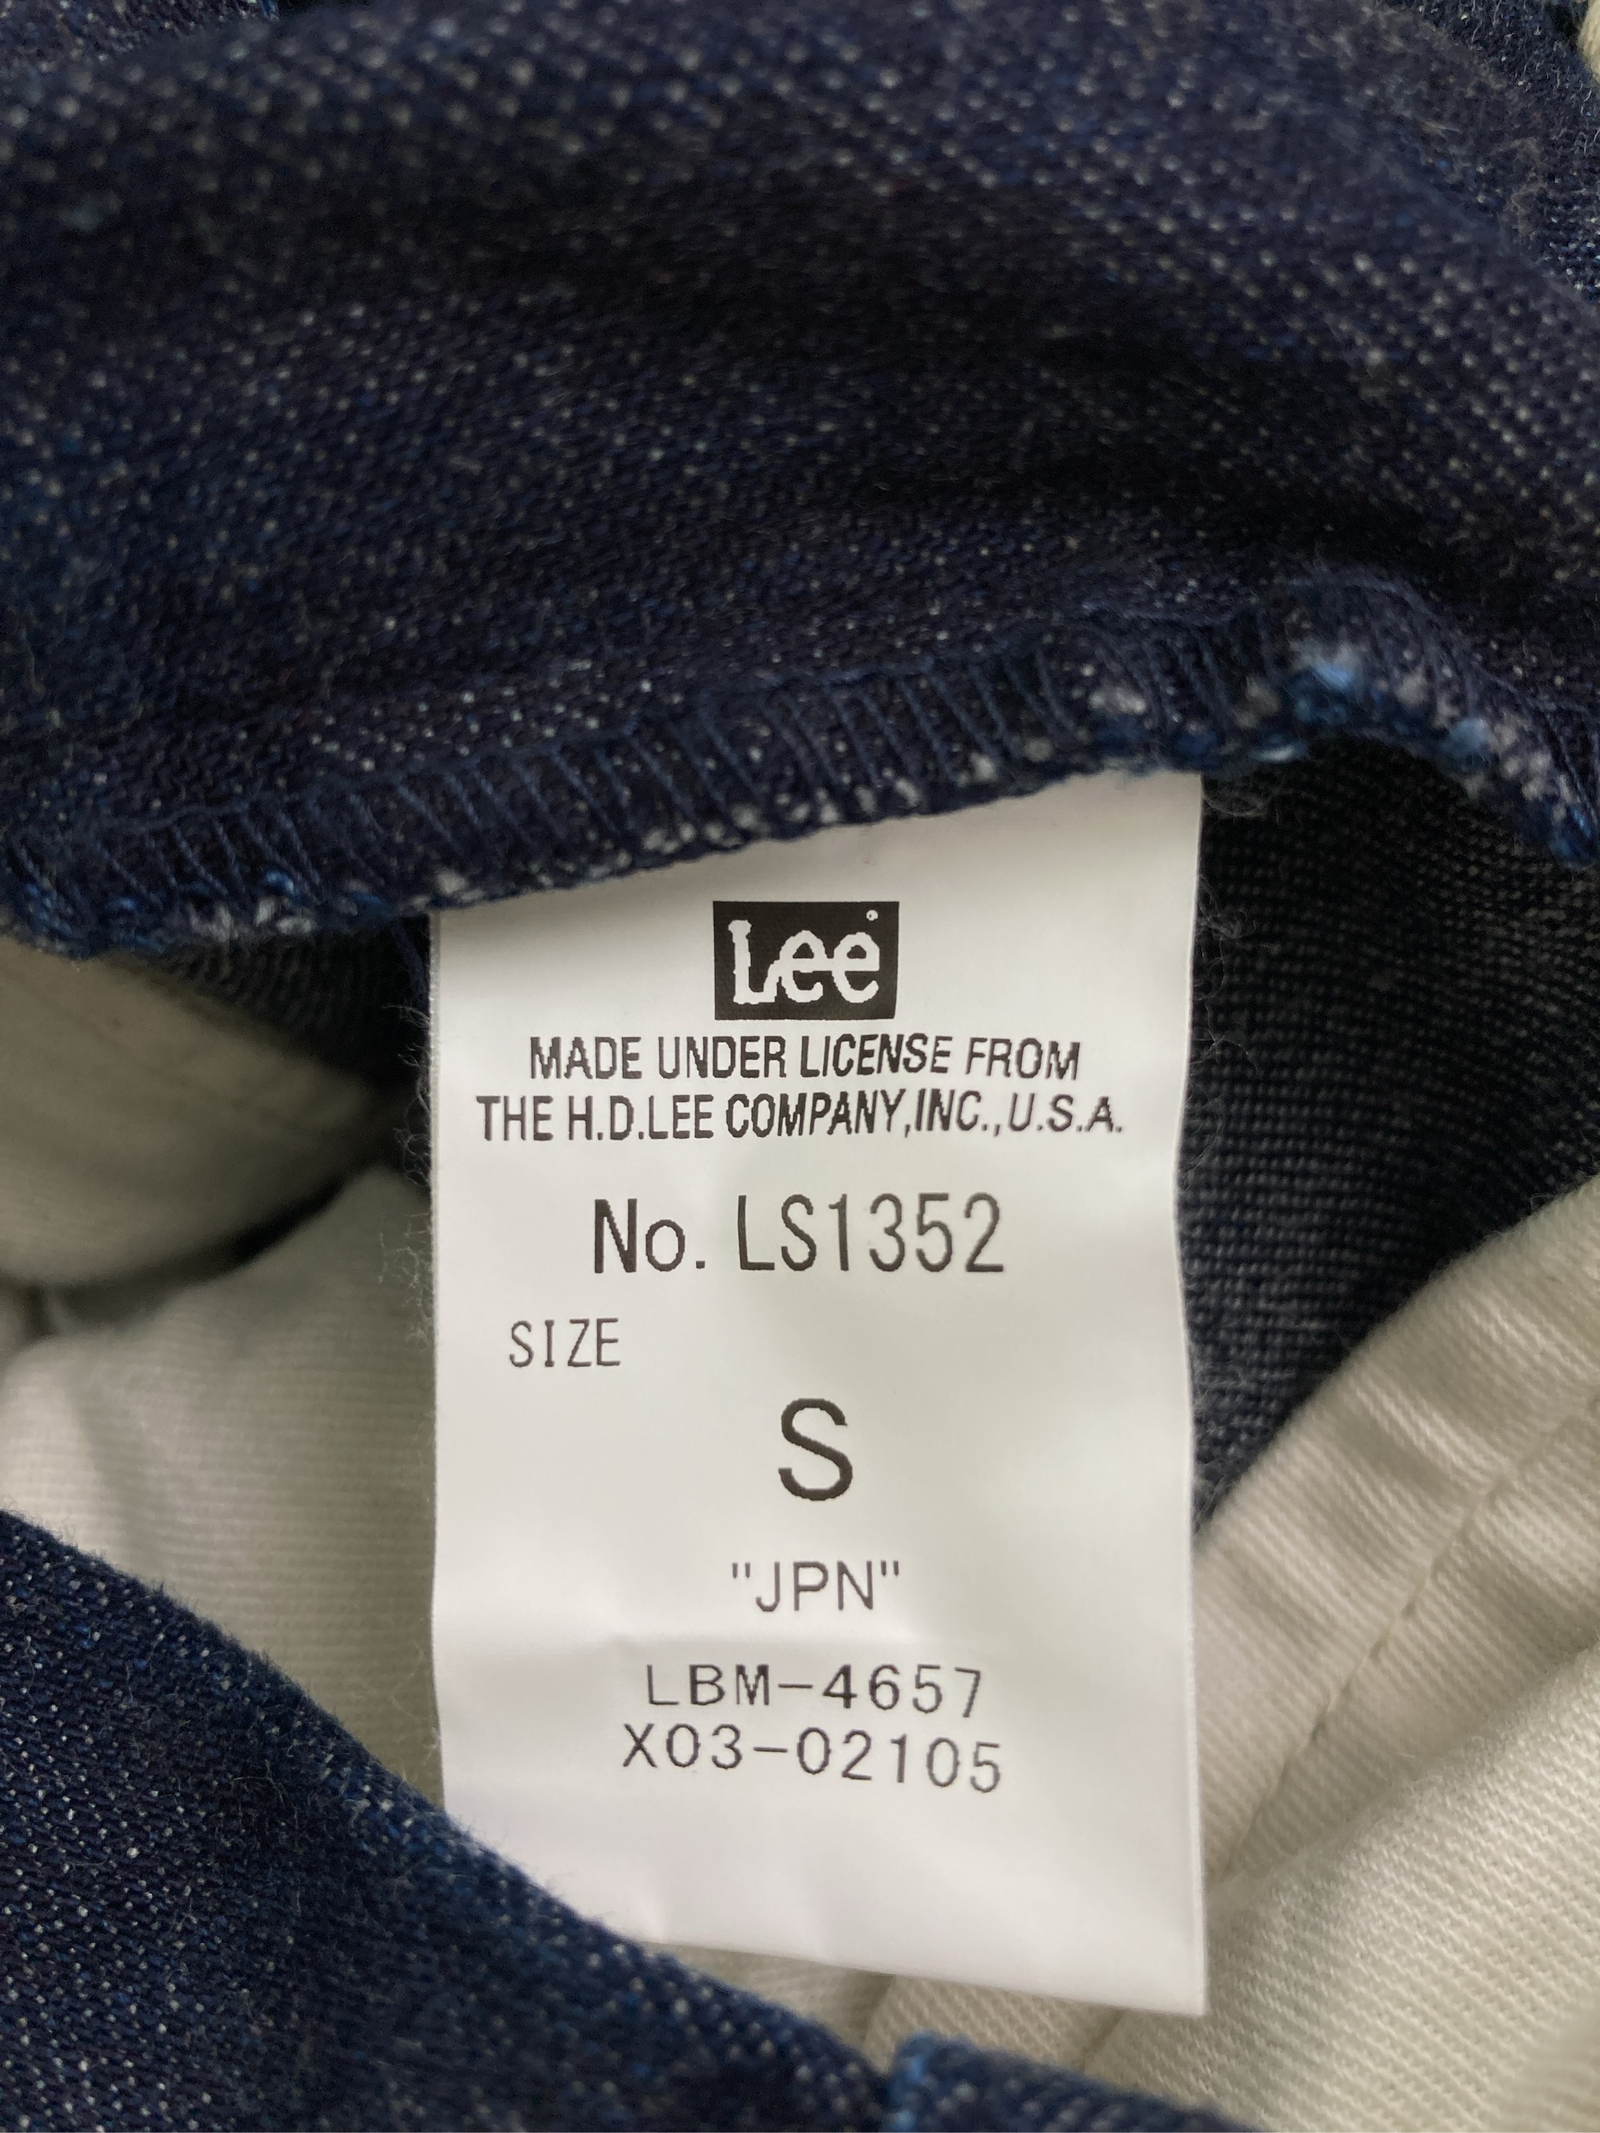 Lee
MADE UNDER LICENSE FROM
THE H.D.LEE COMPANY,INC.,U.S.A.
No. LS1352
SIZE
S
"JPN"
LBM-4657
X03-02105